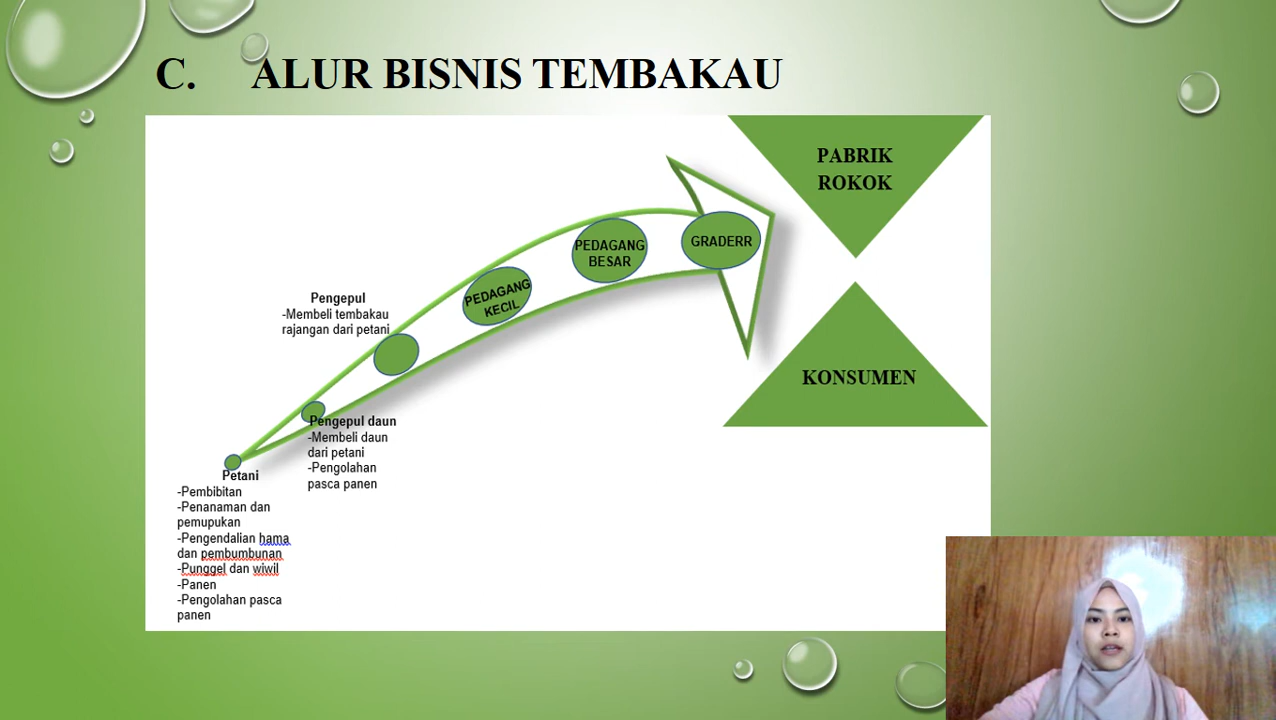 C. ALUR BISNIS TEMBAKAU
PABRIK
ROKOK
PEDAGANG
BESAR
GRADERR
PEDAGANG
KECIL
Pengepul
-Membeli tembakau
rajangan dari petani
KONSUMEN
Pengepul daun
-Membeli daun
dari petani
-Pengolahan
pasca panen
Petani
-Pembibitan
-Penanaman dan
pemupukan
-Pengendalian hama
dan pembumbunan
-Punggel dan wiwil
-Panen
-Pengolahan pasca
panen